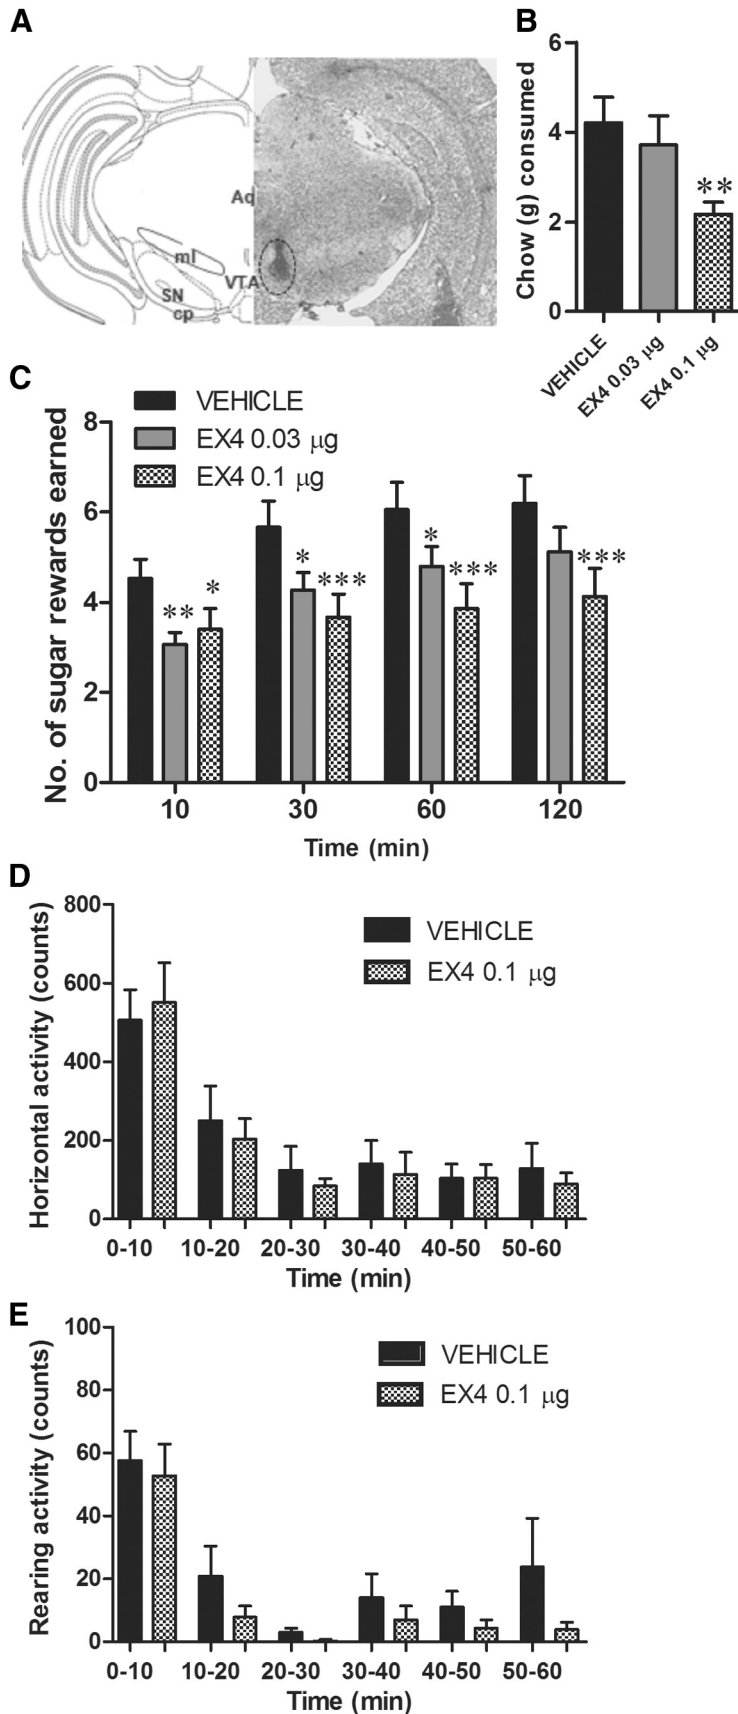 A
Aq
ml
VTA
SN
cp
B
Chow (g) consumed
6
4
2
0
**
VEHICLE
EX4 0.03 μg
EX4 0.1 μg
C
No. of sugar rewards earned
8
6
4
2
0
VEHICLE
EX4 0.03 μg
EX4 0.1 μg
** *
* ***
* ***
***
10 30 60 120
Time (min)
D
Horizontal activity (counts)
800
600
400
200
0
VEHICLE
EX4 0.1 μg
0-10 10-20 20-30 30-40 40-50 50-60
Time (min)
E
Rearing activity (counts)
100
80
60
40
20
0
VEHICLE
EX4 0.1 μg
0-10 10-20 20-30 30-40 40-50 50-60
Time (min)